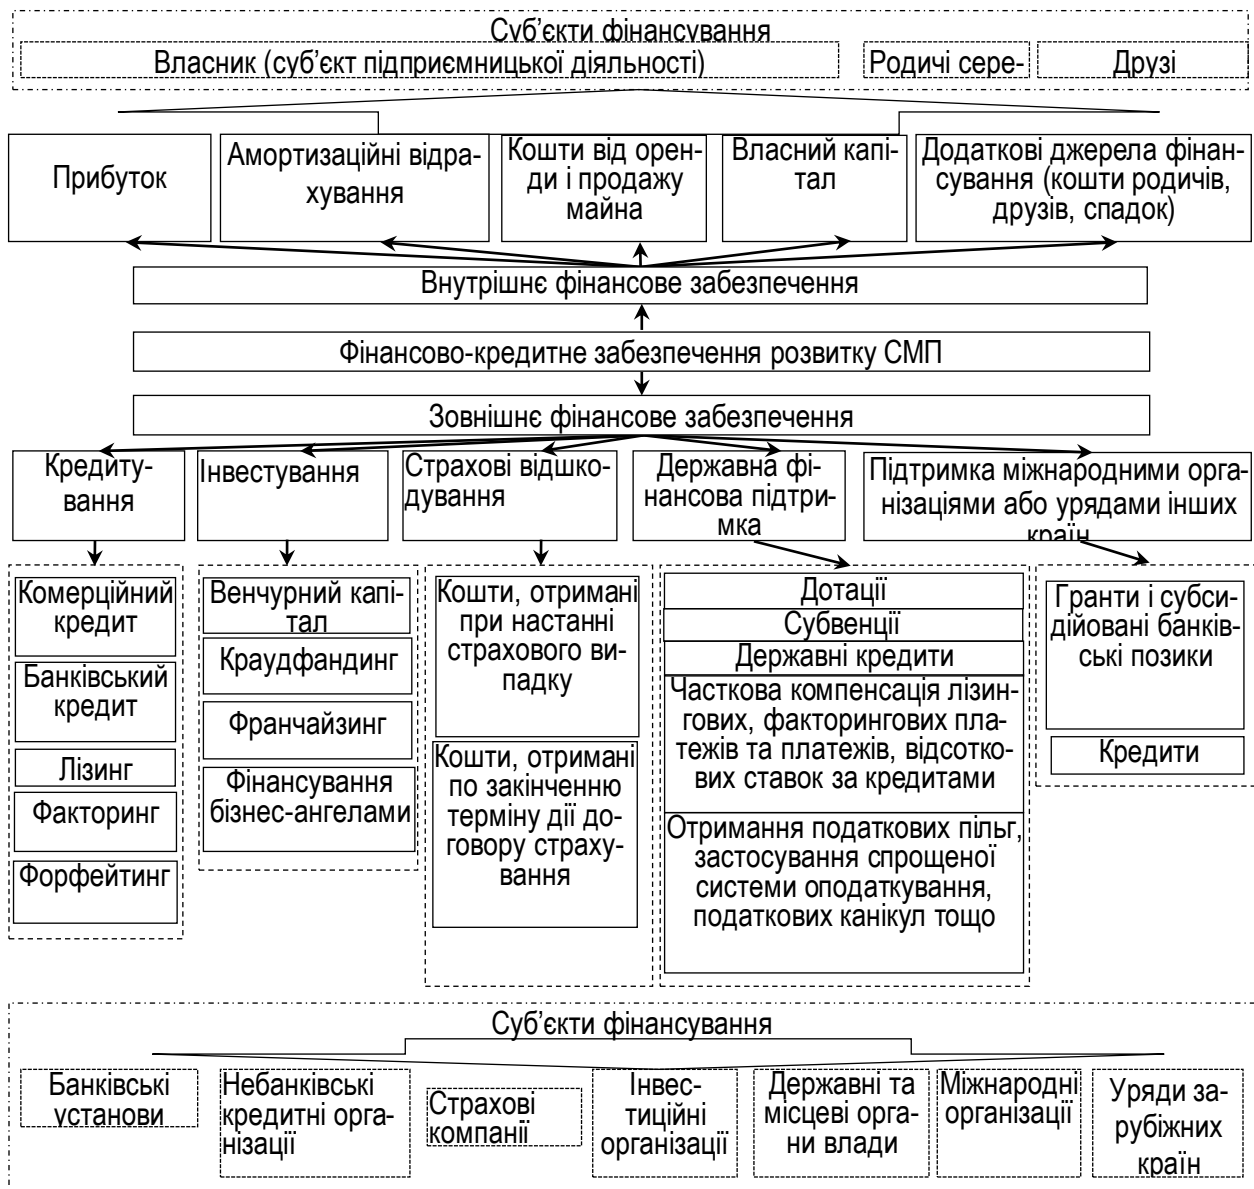 Суб’єкти фінансування
Власник (суб’єкт підприємницької діяльності)
Родичі сере-
Друзі
Прибуток
Амортизаційні відра-
хування
Кошти від орен-
ди і продажу
майна
Власний капі-
тал
Додаткові джерела фінан-
сування (кошти родичів,
друзів, спадок)
Внутрішнє фінансове забезпечення
Фінансово-кредитне забезпечення розвитку СМП
Зовнішнє фінансове забезпечення
Кредиту-
вання
Інвестування
Страхові відшко-
дування
Державна фі-
нансова підтри-
мка
Підтримка міжнародними орга-
нізаціями або урядами інших
країн
Комерційний
кредит
Банківський
кредит
Лізинг
Факторинг
Форфейтинг
Венчурний капі-
тал
Краудфандинг
Франчайзинг
Фінансування
бізнес-ангелами
Кошти, отримані
при настанні
страхового ви-
падку
Кошти, отримані
по закінченню
терміну дії до-
говору страху-
вання
Дотації
Субвенції
Державні кредити
Часткова компенсація лізин-
гових, факторингових пла-
тежів та платежів, відсотко-
вих ставок за кредитами
Отримання податкових пільг,
застосування спрощеної
системи оподаткування,
податкових канікул тощо
Гранти і субси-
дійовані банків-
ські позики
Кредити
Суб’єкти фінансування
Банківські
установи
Небанківські
кредитні орга-
нізації
Страхові
компанії
Інвес-
тиційні
організації
Державні та
місцеві орга-
ни влади
Міжнародні
організації
Уряди за-
рубіжних
країн